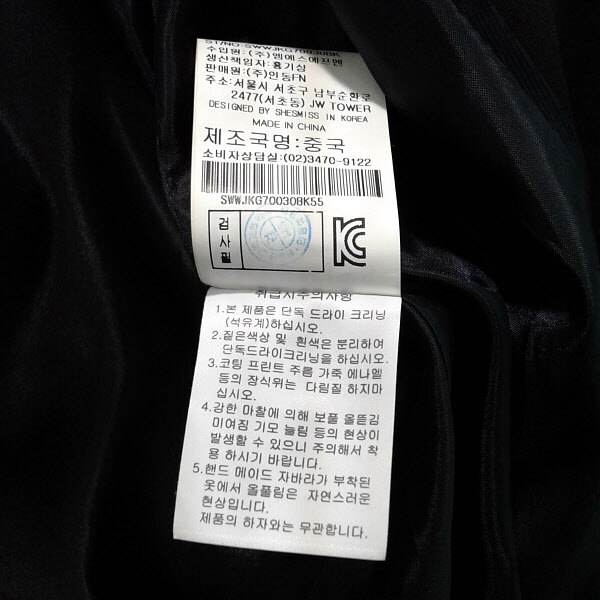 ST/NO:SWWJKG70030BK
수입원:(주)엠에스에프앤
생산책임자:홍기상
판매원:(주)인동FN
주소:서울시 서초구 남부순환로
2477(서초동) JW TOWER
DESIGNED BY SHESMISS IN KOREA
MADE IN CHINA
제조국명:중국
소비자상담실:(02)3470-9122
SWWJKG70030BK55
검사필
취급시주의사항
1.본 제품은 단독 드라이 크리닝
(석유계)하십시오.
2.짙은색상 및 흰색은 분리하여
단독드라이크리닝을 하십시오.
3.코팅 프린트 주름 가죽 에나멜
등의 장식위는 다림질 하지마
십시오.
4.강한 마찰에 의해 보풀 올뜯김
미여짐 기모 눌림 등의 현상이
발생할 수 있으니 주의해서 착
용 하시기 바랍니다.
5.핸드 메이드 자바라가 부착된
옷에서 올풀림은 자연스러운
현상입니다.
제품의 하자와는 무관합니다.